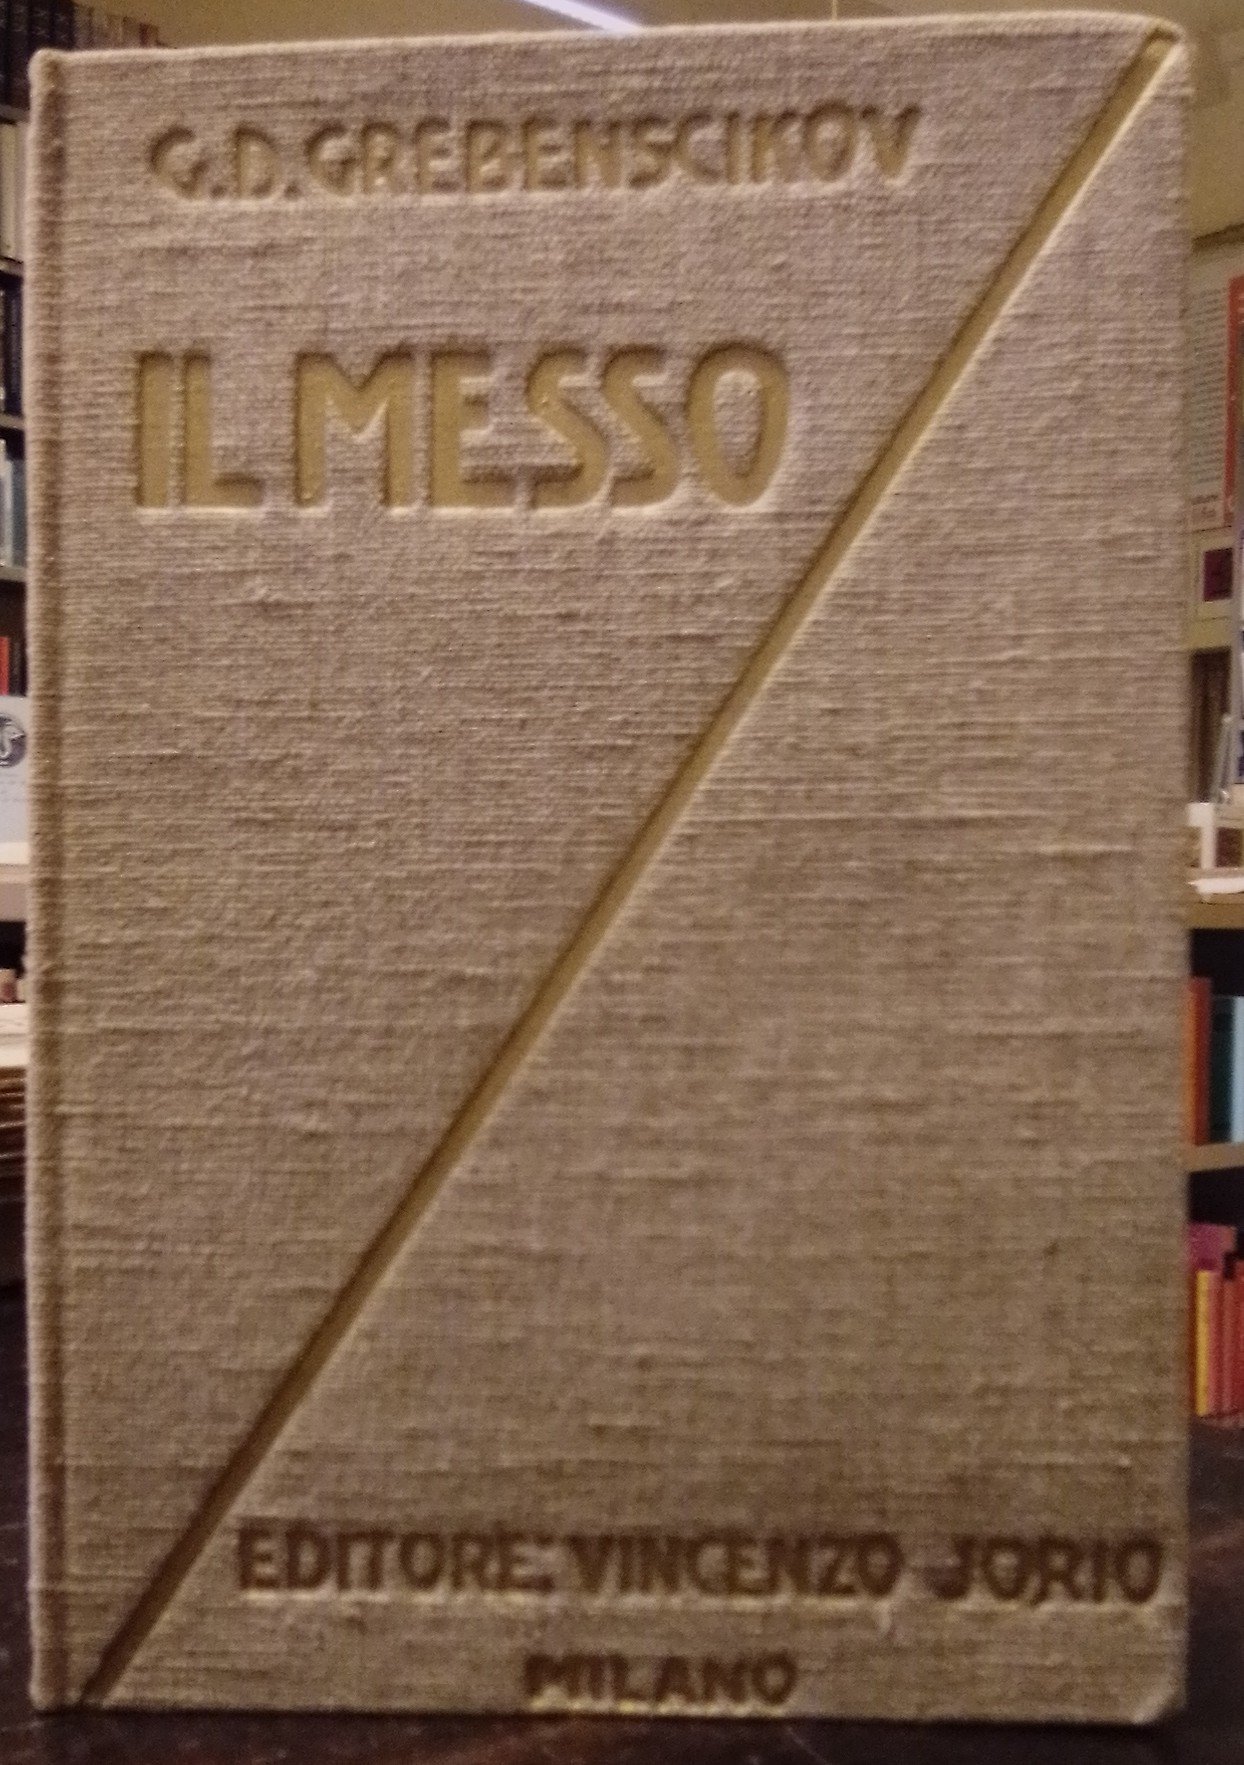 G.D. GREBENSCIKOV
IL MESSO
EDITORE: VINCENZO JORIO
MILANO